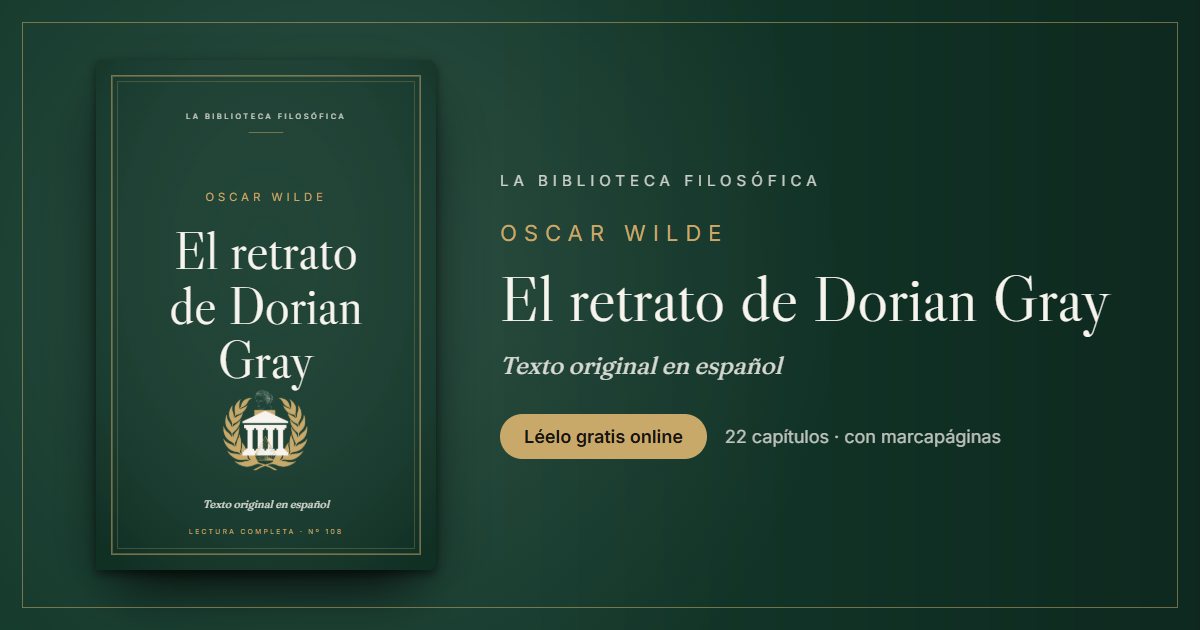 LA BIBLIOTECA FILOSÓFICA
OSCAR WILDE
El retrato
de Dorian
Gray
Texto original en español
LECTURA COMPLETA · Nº 108
LA BIBLIOTECA FILOSÓFICA
OSCAR WILDE
El retrato de Dorian Gray
Texto original en español
Léelo gratis online
22 capítulos · con marcapáginas